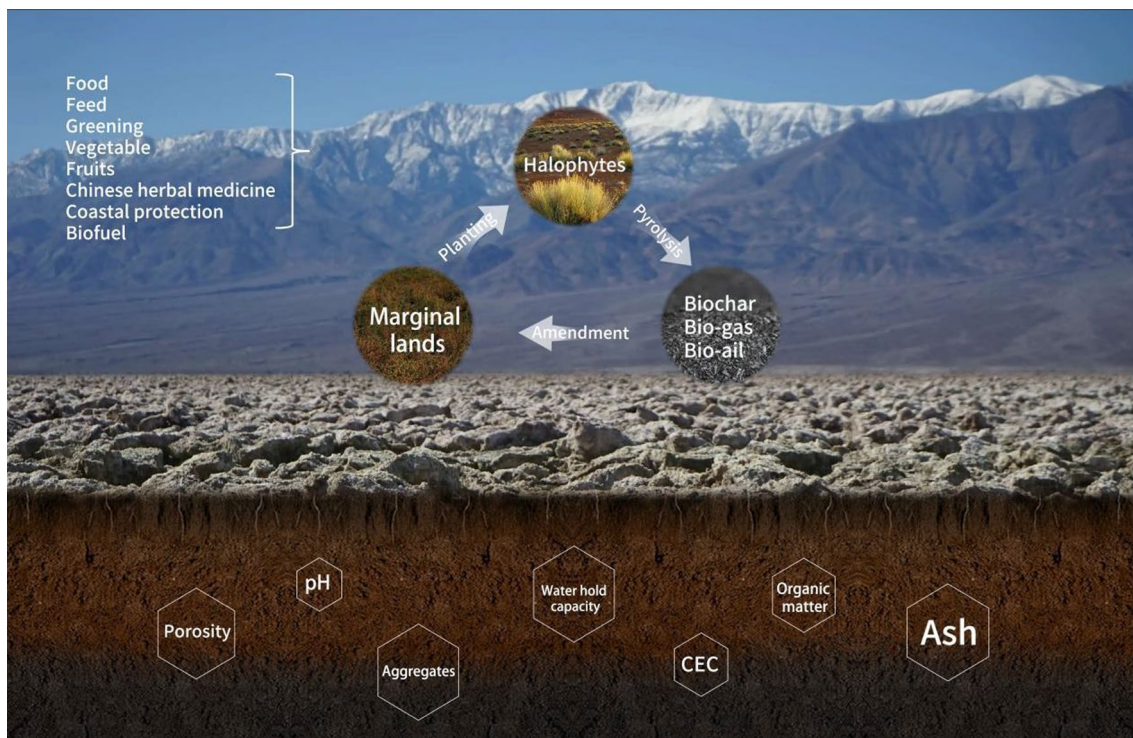 Food
Feed
Greening
Vegetable
Fruits
Chinese herbal medicine
Coastal protection
Biofuel
Halophytes
Planting
Pyrolysis
Marginal
lands
Amendment
Biochar
Bio-gas
Bio-ail
pH
Porosity
Aggregates
Water hold
capacity
CEC
Organic
matter
Ash